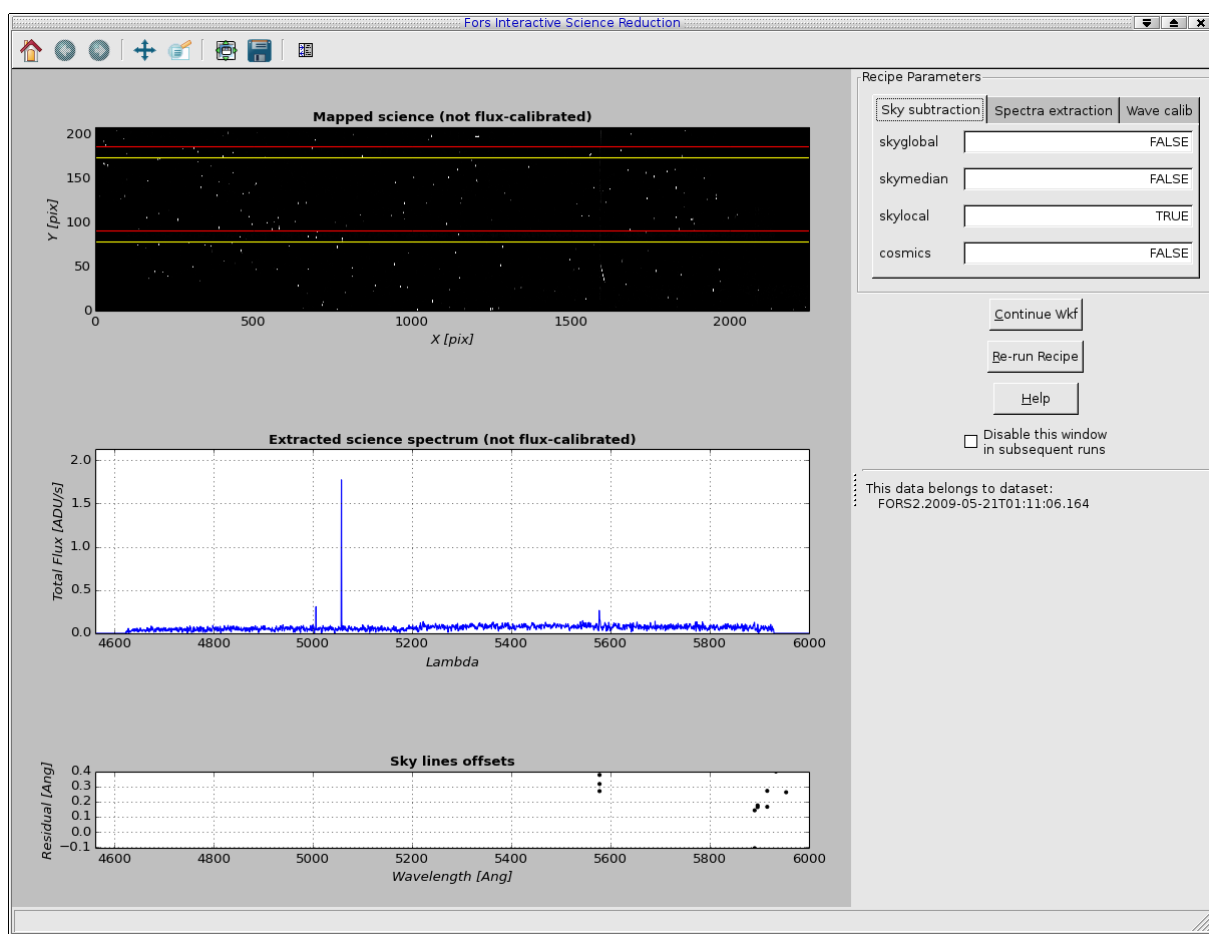 Fors Interactive Science Reduction
Recipe Parameters
Sky subtraction Spectra extraction Wave calib
skyglobal FALSE
skymedian FALSE
skylocal TRUE
cosmics FALSE
Continue Wkf
Re-run Recipe
Help
Disable this window
in subsequent runs
This data belongs to dataset:
FORS2.2009-05-21T01:11:06.164
Mapped science (not flux-calibrated)
Y [pix]
200
150
100
50
0
0 500 1000 1500 2000
X [pix]
Extracted science spectrum (not flux-calibrated)
Total Flux [ADU/s]
2.0
1.5
1.0
0.5
0.0
4600 4800 5000 5200 5400 5600 5800 6000
Lambda
Sky lines offsets
Residual [Ang]
0.4
0.3
0.2
0.1
0.0
−0.1
4600 4800 5000 5200 5400 5600 5800 6000
Wavelength [Ang]